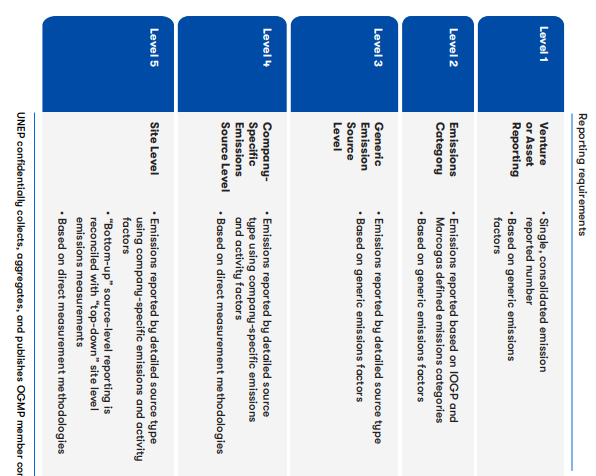 Reporting requirements
Level 1
Venture
or Asset
Reporting
• Single, consolidated emission
reported number
• Based on generic emissions
factors
Level 2
Emissions
Category
• Emissions reported based on IOGP and
Marcogas defined emissions categories
• Based on generic emissions factors
Level 3
Generic
Emission
Source
Level
• Emissions reported by detailed source type
• Based on generic emissions factors
Level 4
Company-
Specific
Emissions
Source Level
• Emissions reported by detailed source
type using company-specific emissions
and activity factors
• Based on direct measurement methodologies
Level 5
Site Level
• Emissions reported by detailed source type
using company-specific emissions and activity
factors
• "Bottom-up" source-level reporting is
reconciled with "top-down" site level
emissions measurements
• Based on direct measurement methodologies
UNEP confidentially collects, aggregates, and publishes OGMP member